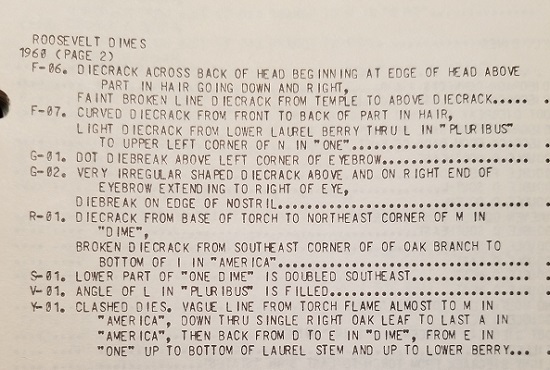 ROOSEVELT DIMES
1960 (PAGE 2)
F-06. DIECRACK ACROSS BACK OF HEAD BEGINNING AT EDGE OF HEAD ABOVE
PART IN HAIR GOING DOWN AND RIGHT,
FAINT BROKEN LINE DIECRACK FROM TEMPLE TO ABOVE DIECRACK.....
F-07. CURVED DIECRACK FROM FRONT TO BACK OF PART IN HAIR,
LIGHT DIECRACK FROM LOWER LAUREL BERRY THRU L IN "PLURIBUS"
TO UPPER LEFT CORNER OF N IN "ONE"..........................
G-01. DOT DIEBREAK ABOVE LEFT CORNER OF EYEBROW.....................
G-02. VERY IRREGULAR SHAPED DIECRACK ABOVE AND ON RIGHT END OF
EYEBROW EXTENDING TO RIGHT OF EYE,
DIEBREAK ON EDGE OF NOSTRIL...................................
R-01. DIECRACK FROM BASE OF TORCH TO NORTHEAST CORNER OF M IN
"DIME",
BROKEN DIECRACK FROM SOUTHEAST CORNER OF OF OAK BRANCH TO
BOTTOM OF I IN "AMERICA"....................................
S-01. LOWER PART OF "ONE DIME" IS DOUBLED SOUTHEAST.................
V-01. ANGLE OF L IN "PLURIBUS" IS FILLED............................
Y-01. CLASHED DIES. VAGUE LINE FROM TORCH FLAME ALMOST TO M IN
"AMERICA", DOWN THRU SINGLE RIGHT OAK LEAF TO LAST A IN
"AMERICA", THEN BACK FROM D TO E IN "DIME", FROM E IN
"ONE" UP TO BOTTOM OF LAUREL STEM AND UP TO LOWER BERRY...